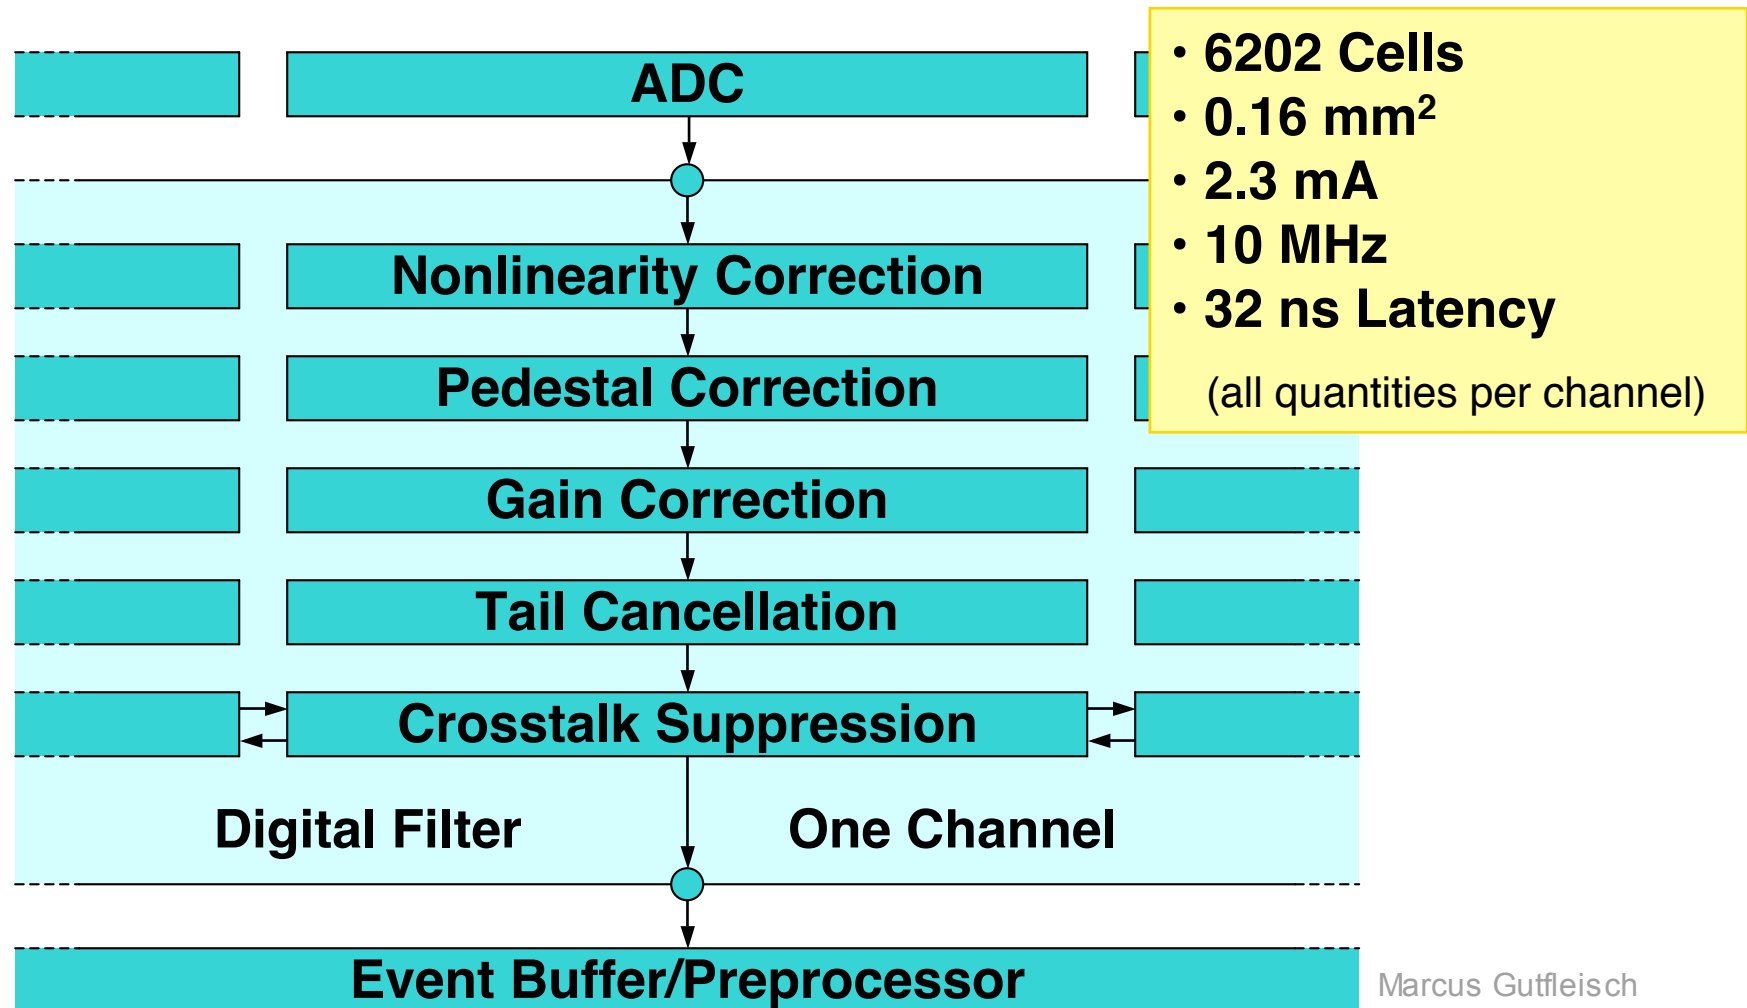 ADC
• 6202 Cells
• 0.16 mm²
• 2.3 mA
• 10 MHz
• 32 ns Latency
(all quantities per channel)
Nonlinearity Correction
Pedestal Correction
Gain Correction
Tail Cancellation
Crosstalk Suppression
Digital Filter One Channel
Event Buffer/Preprocessor
Marcus Gutfleisch